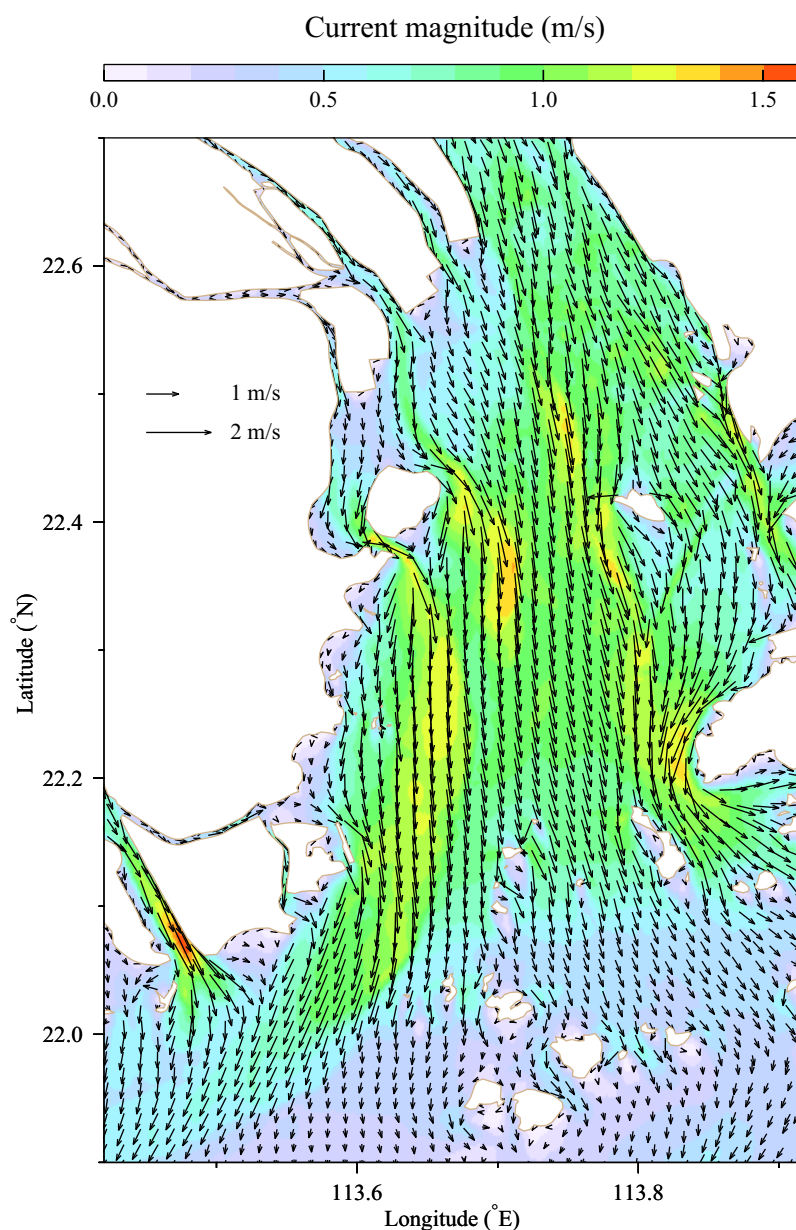 Current magnitude (m/s)
0.0 0.5 1.0 1.5
22.6
1 m/s
2 m/s
22.4
Latitude (°N)
22.2
22.0
113.6 113.8
Longitude (°E)